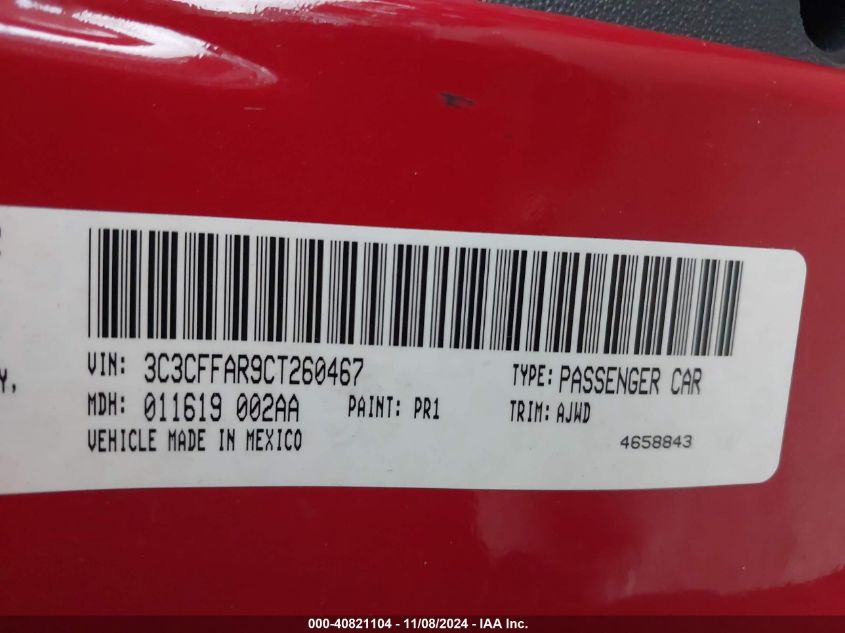 VIN: 3C3CFFAR9CT260467 TYPE: PASSENGER CAR
Y,
MDH: 011619 002AA PAINT: PR1 TRIM: AJWD
VEHICLE MADE IN MEXICO 4658843
000-40821104 - 11/08/2024 - IAA Inc.